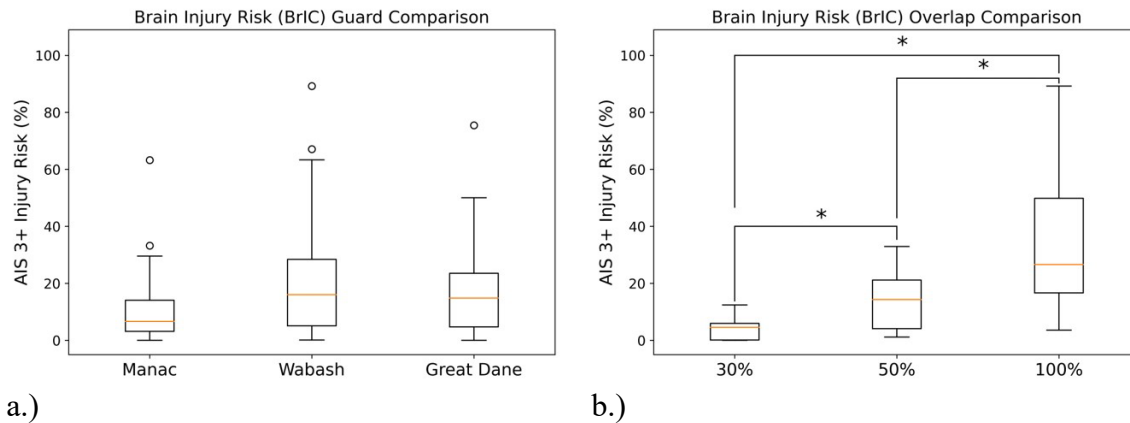 Brain Injury Risk (BrIC) Guard Comparison
AIS 3+ Injury Risk (%)
100
80
60
40
20
0
Manac Wabash Great Dane
a.)
Brain Injury Risk (BrIC) Overlap Comparison
AIS 3+ Injury Risk (%)
100
80
60
40
20
0
*
*
*
30% 50% 100%
b.)